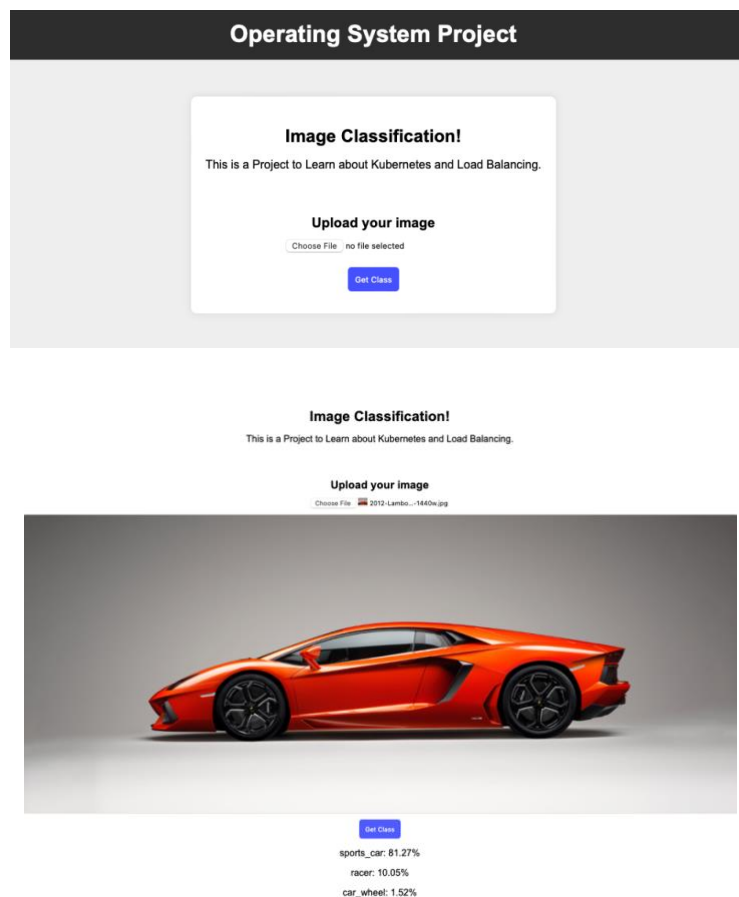 Operating System Project
Image Classification!
This is a Project to Learn about Kubernetes and Load Balancing.
Upload your image
Choose File no file selected
Get Class
Image Classification!
This is a Project to Learn about Kubernetes and Load Balancing.
Upload your image
Choose File 2012-Lambo...-1440w.jpg
Get Class
sports_car: 81.27%
racer: 10.05%
car_wheel: 1.52%